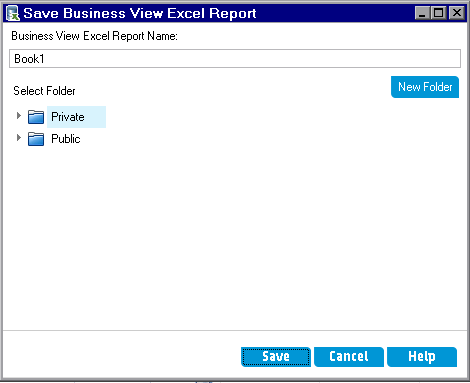 Save Business View Excel Report
Business View Excel Report Name:
Book1
Select Folder
New Folder
Private
Public
Save Cancel Help